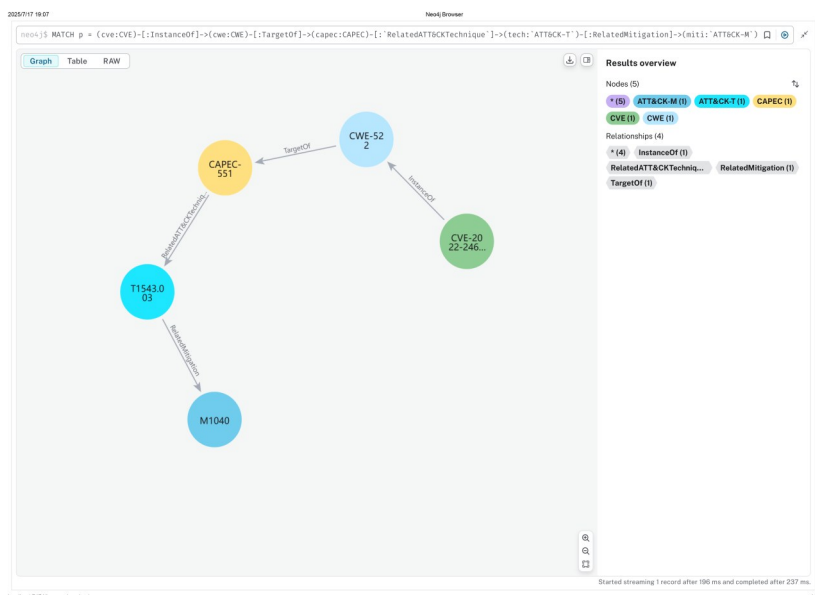 2025/7/17 19:07
Neo4j Browser
neo4j$ MATCH p = (cve:CVE)-[:InstanceOf]->(cwe:CWE)-[:TargetOf]->(capec:CAPEC)-[:`RelatedATT&CKTechnique`]->(tech:`ATT&CK-T`)-[:RelatedMitigation]->(miti:`ATT&CK-M`)
Graph Table RAW
CWE-52
2
TargetOf
CAPEC-
551
InstanceOf
CVE-20
22-246...
RelatedATT&CKTechniq...
T1543.0
03
RelatedMitigation
M1040
Results overview
Nodes (5)
* (5) ATT&CK-M (1) ATT&CK-T (1) CAPEC (1)
CVE (1) CWE (1)
Relationships (4)
* (4) InstanceOf (1)
RelatedATT&CKTechniq... RelatedMitigation (1)
TargetOf (1)
Started streaming 1 record after 196 ms and completed after 237 ms.